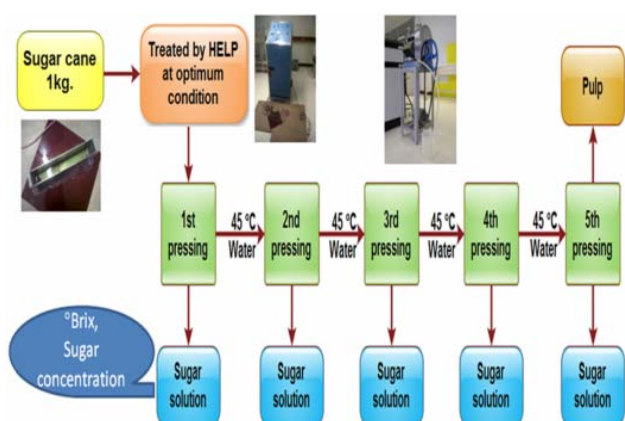 Sugar cane
1kg.
Treated by HELP
at optimum
condition
Pulp
1st
pressing
45 °C
Water
2nd
pressing
45 °C
Water
3rd
pressing
45 °C
Water
4th
pressing
45 °C
Water
5th
pressing
°Brix,
Sugar
concentration
Sugar
solution
Sugar
solution
Sugar
solution
Sugar
solution
Sugar
solution